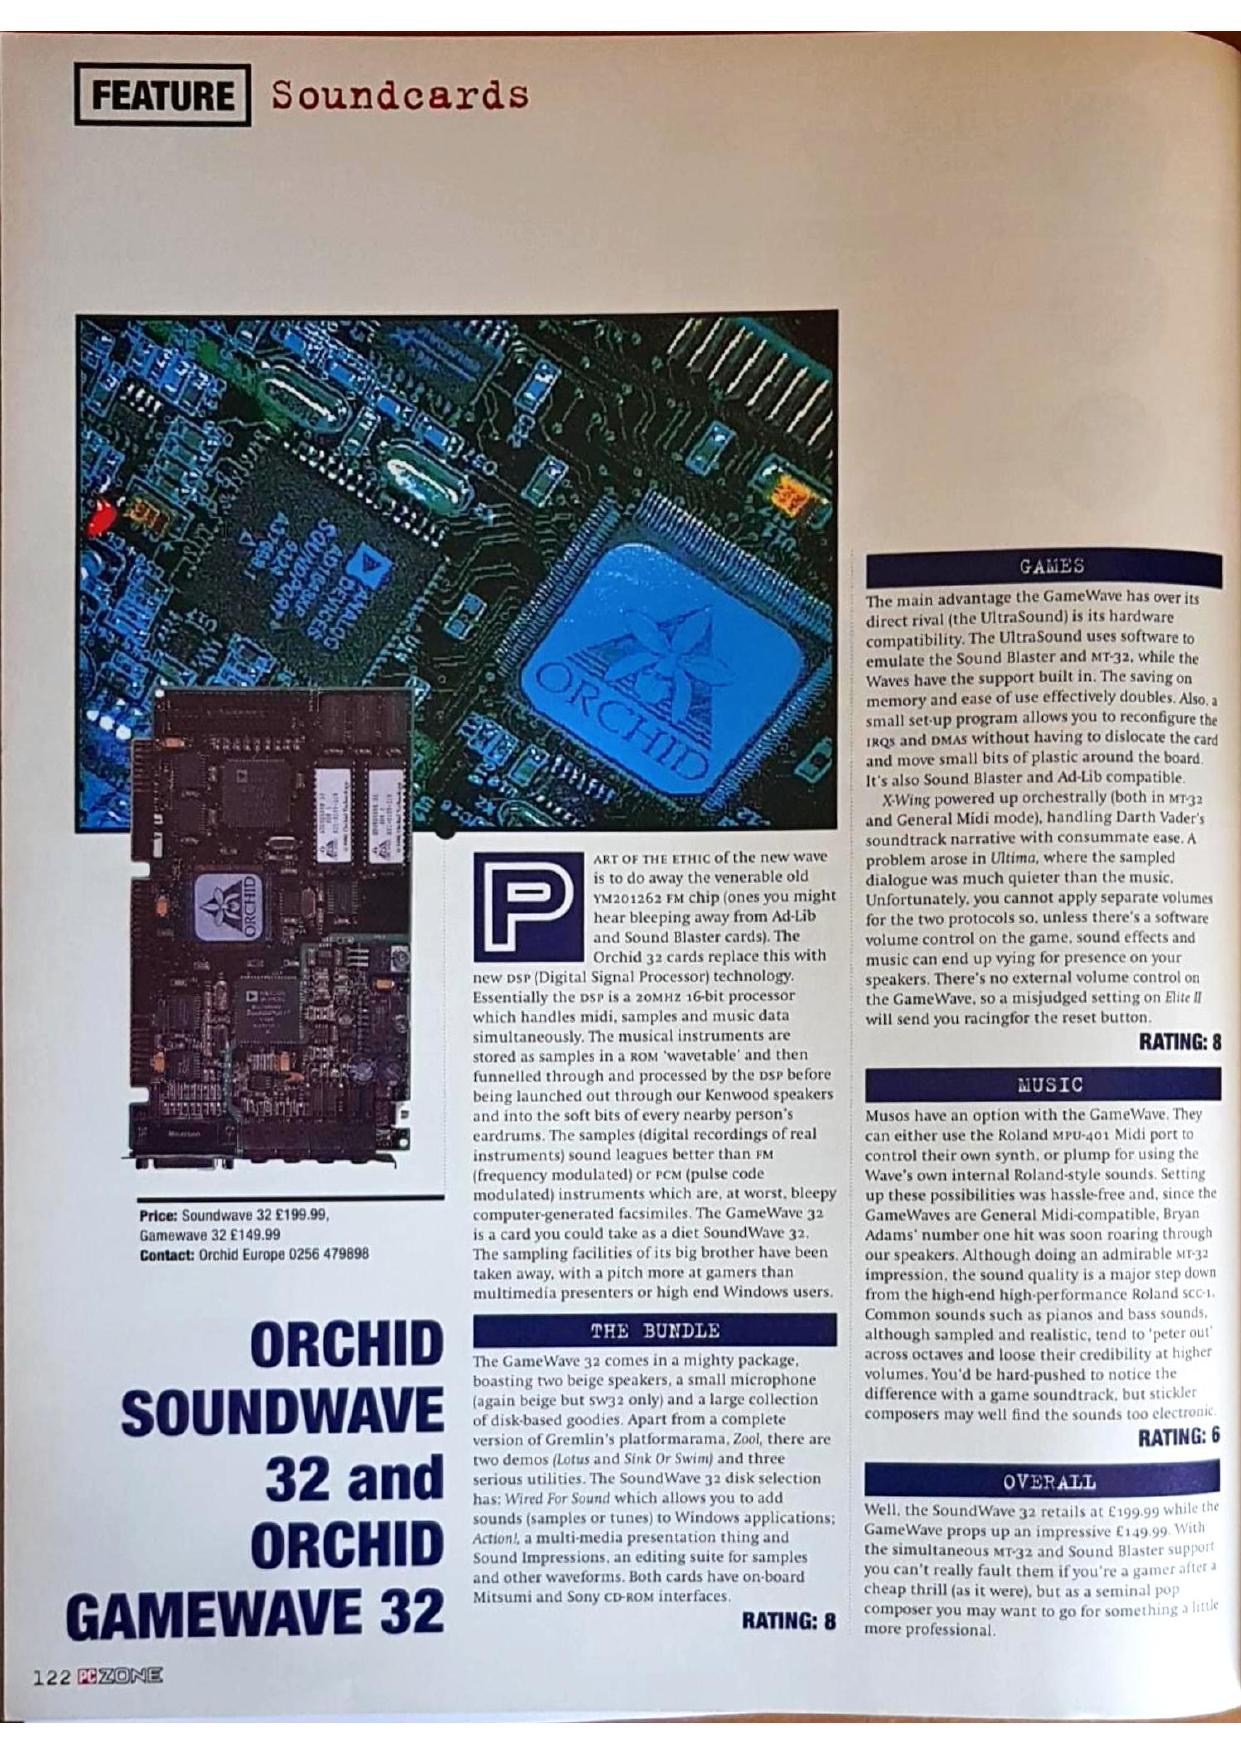 FEATURE Soundcards
ORCHID
ORCHID
Price: Soundwave 32 £199.99,
Gamewave 32 £149.99
Contact: Orchid Europe 0256 479898
ORCHID
SOUNDWAVE
32 and
ORCHID
GAMEWAVE 32
PART OF THE ETHIC of the new wave
is to do away the venerable old
YM201262 FM chip (ones you might
hear bleeping away from Ad-Lib
and Sound Blaster cards). The
Orchid 32 cards replace this with
new DSP (Digital Signal Processor) technology.
Essentially the DSP is a 20MHZ 16-bit processor
which handles midi, samples and music data
simultaneously. The musical instruments are
stored as samples in a ROM 'wavetable' and then
funnelled through and processed by the DSP before
being launched out through our Kenwood speakers
and into the soft bits of every nearby person's
eardrums. The samples (digital recordings of real
instruments) sound leagues better than FM
(frequency modulated) or PCM (pulse code
modulated) instruments which are, at worst, bleepy
computer-generated facsimiles. The GameWave 32
is a card you could take as a diet SoundWave 32.
The sampling facilities of its big brother have been
taken away, with a pitch more at gamers than
multimedia presenters or high end Windows users.
THE BUNDLE
The GameWave 32 comes in a mighty package,
boasting two beige speakers, a small microphone
(again beige but SW32 only) and a large collection
of disk-based goodies. Apart from a complete
version of Gremlin's platformarama, Zool, there are
two demos (Lotus and Sink Or Swim) and three
serious utilities. The SoundWave 32 disk selection
has: Wired For Sound which allows you to add
sounds (samples or tunes) to Windows applications;
Action!, a multi-media presentation thing and
Sound Impressions, an editing suite for samples
and other waveforms. Both cards have on-board
Mitsumi and Sony CD-ROM interfaces.
RATING: 8
GAMES
The main advantage the GameWave has over its
direct rival (the UltraSound) is its hardware
compatibility. The UltraSound uses software to
emulate the Sound Blaster and MT-32, while the
Waves have the support built in. The saving on
memory and ease of use effectively doubles. Also, a
small set-up program allows you to reconfigure the
IRQS and DMAS without having to dislocate the card
and move small bits of plastic around the board.
It's also Sound Blaster and Ad-Lib compatible.
X-Wing powered up orchestrally (both in MT-32
and General Midi mode), handling Darth Vader's
soundtrack narrative with consummate ease. A
problem arose in Ultima, where the sampled
dialogue was much quieter than the music.
Unfortunately, you cannot apply separate volumes
for the two protocols so, unless there's a software
volume control on the game, sound effects and
music can end up vying for presence on your
speakers. There's no external volume control on
the GameWave, so a misjudged setting on Elite II
will send you racingfor the reset button.
RATING: 8
MUSIC
Musos have an option with the GameWave. They
can either use the Roland MPU-401 Midi port to
control their own synth, or plump for using the
Wave's own internal Roland-style sounds. Setting
up these possibilities was hassle-free and, since the
GameWaves are General Midi-compatible, Bryan
Adams' number one hit was soon roaring through
our speakers. Although doing an admirable MT-32
impression, the sound quality is a major step down
from the high-end high-performance Roland SCC-1.
Common sounds such as pianos and bass sounds,
although sampled and realistic, tend to 'peter out'
across octaves and loose their credibility at higher
volumes. You'd be hard-pushed to notice the
difference with a game soundtrack, but stickler
composers may well find the sounds too electronic.
RATING: 6
OVERALL
Well, the SoundWave 32 retails at £199.99 while the
GameWave props up an impressive £149.99. With
the simultaneous MT-32 and Sound Blaster support
you can't really fault them if you're a gamer after a
cheap thrill (as it were), but as a seminal pop
composer you may want to go for something a little
more professional.
122 PC ZONE